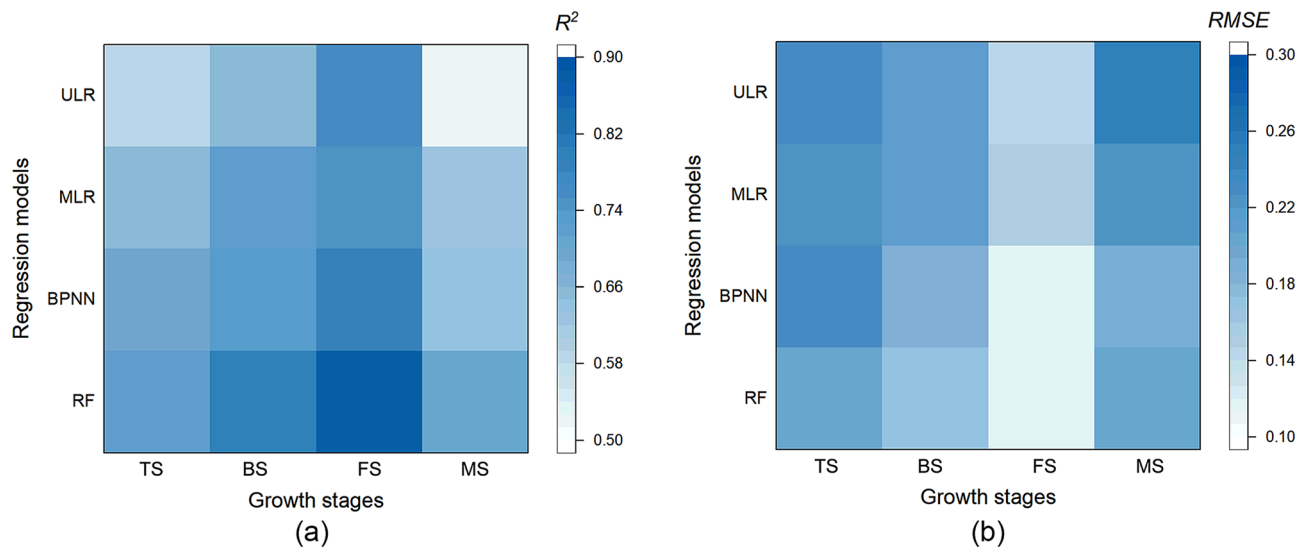 R²
0.90
0.82
0.74
0.66
0.58
0.50
ULR
MLR
BPNN
RF
Regression models
TS BS FS MS
Growth stages
(a)
RMSE
0.30
0.26
0.22
0.18
0.14
0.10
ULR
MLR
BPNN
RF
Regression models
TS BS FS MS
Growth stages
(b)